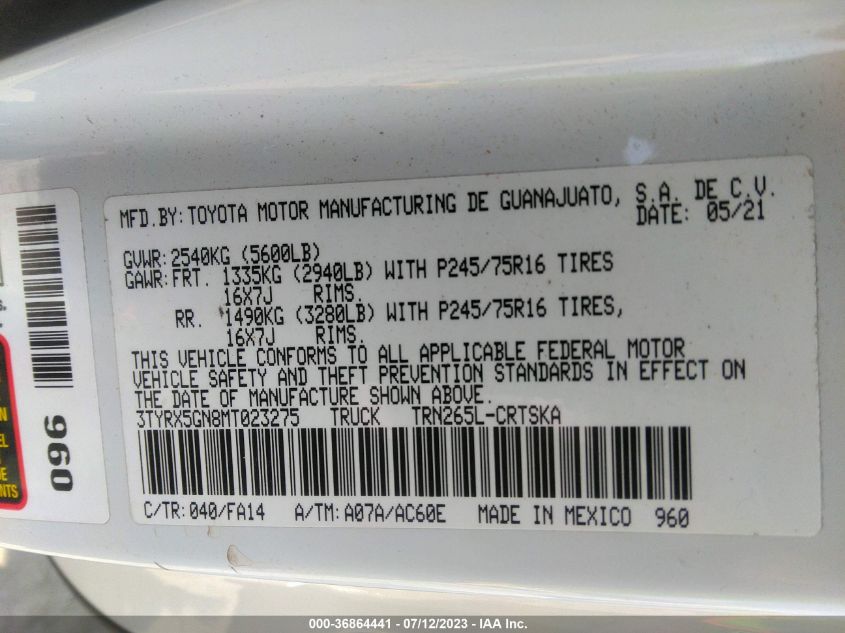 MFD.BY:TOYOTA MOTOR MANUFACTURING DE GUANAJUATO, S.A. DE C.V.
DATE: 05/21
GVWR:2540KG (5600LB)
GAWR:FRT. 1335KG (2940LB) WITH P245/75R16 TIRES
16X7J RIMS.
RR. 1490KG (3280LB) WITH P245/75R16 TIRES,
16X7J RIMS.
THIS VEHICLE CONFORMS TO ALL APPLICABLE FEDERAL MOTOR
VEHICLE SAFETY AND THEFT PREVENTION STANDARDS IN EFFECT ON
THE DATE OF MANUFACTURE SHOWN ABOVE.
3TYRX5GN8MT023275 TRUCK TRN265L-CRTSKA
C/TR:040/FA14 A/TM:A07A/AC60E MADE IN MEXICO 960
960
000-36864441 - 07/12/2023 - IAA Inc.